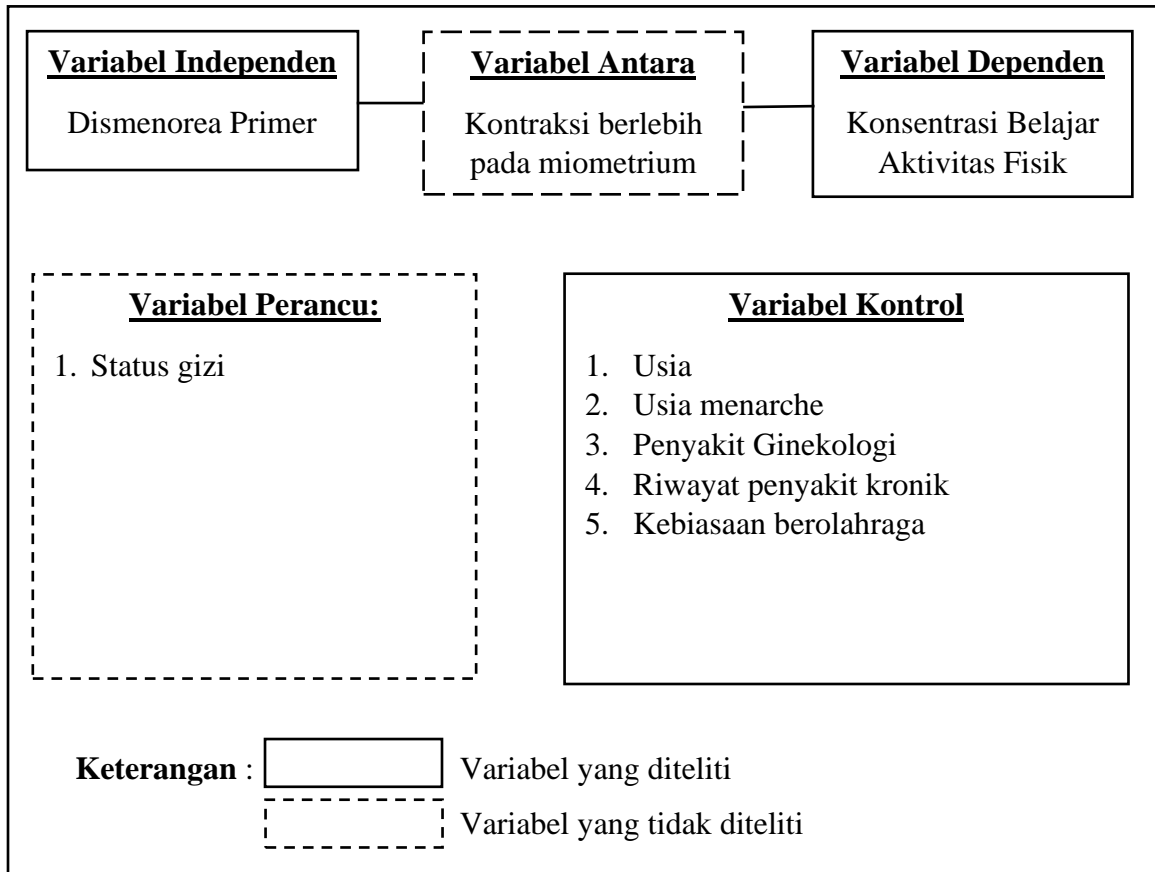 Variabel Independen
Dismenorea Primer
Variabel Antara
Kontraksi berlebih
pada miometrium
Variabel Dependen
Konsentrasi Belajar
Aktivitas Fisik
Variabel Perancu:
1. Status gizi
Variabel Kontrol
1. Usia
2. Usia menarche
3. Penyakit Ginekologi
4. Riwayat penyakit kronik
5. Kebiasaan berolahraga
Keterangan :
Variabel yang diteliti
Variabel yang tidak diteliti